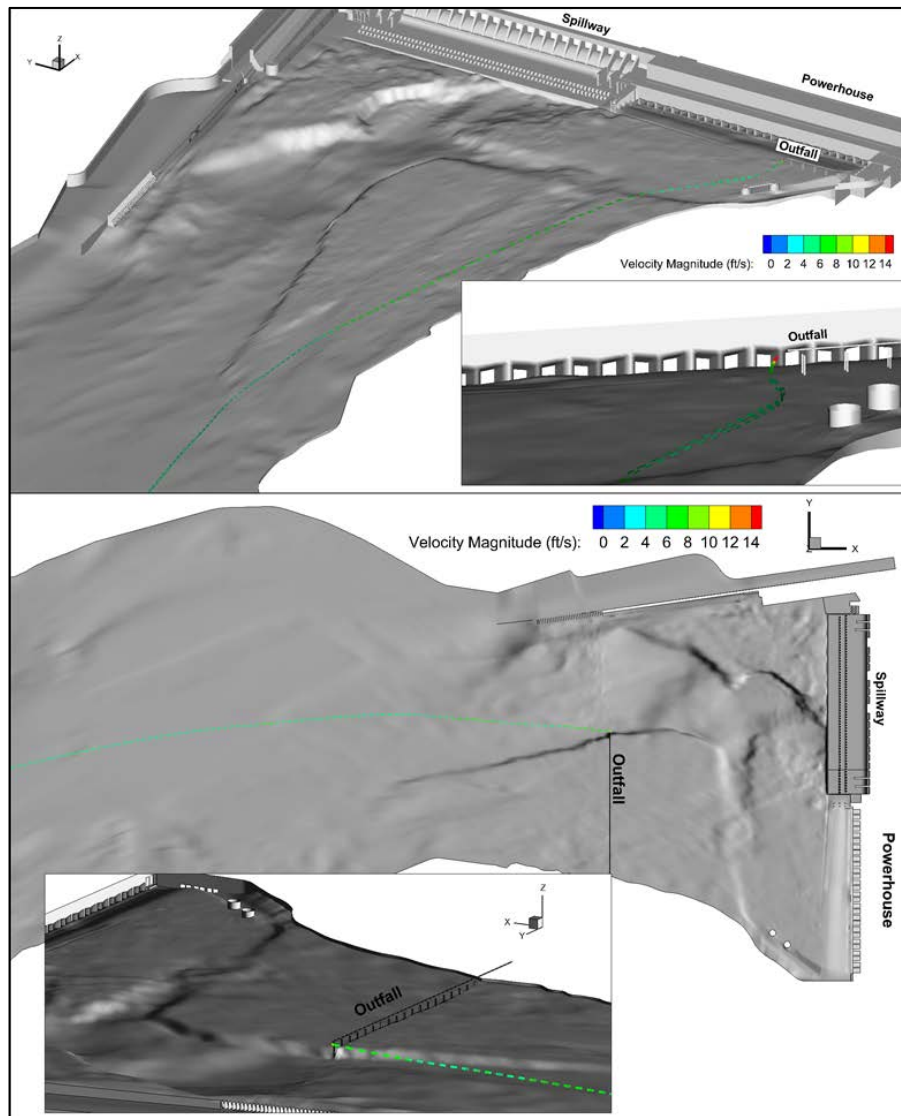 Spillway
Powerhouse
Outfall
Z
Y
X
Velocity Magnitude (ft/s): 0 2 4 6 8 10 12 14
Outfall
Velocity Magnitude (ft/s): 0 2 4 6 8 10 12 14
Y
Z
X
Spillway
Outfall
Powerhouse
Z
X
Y
Outfall